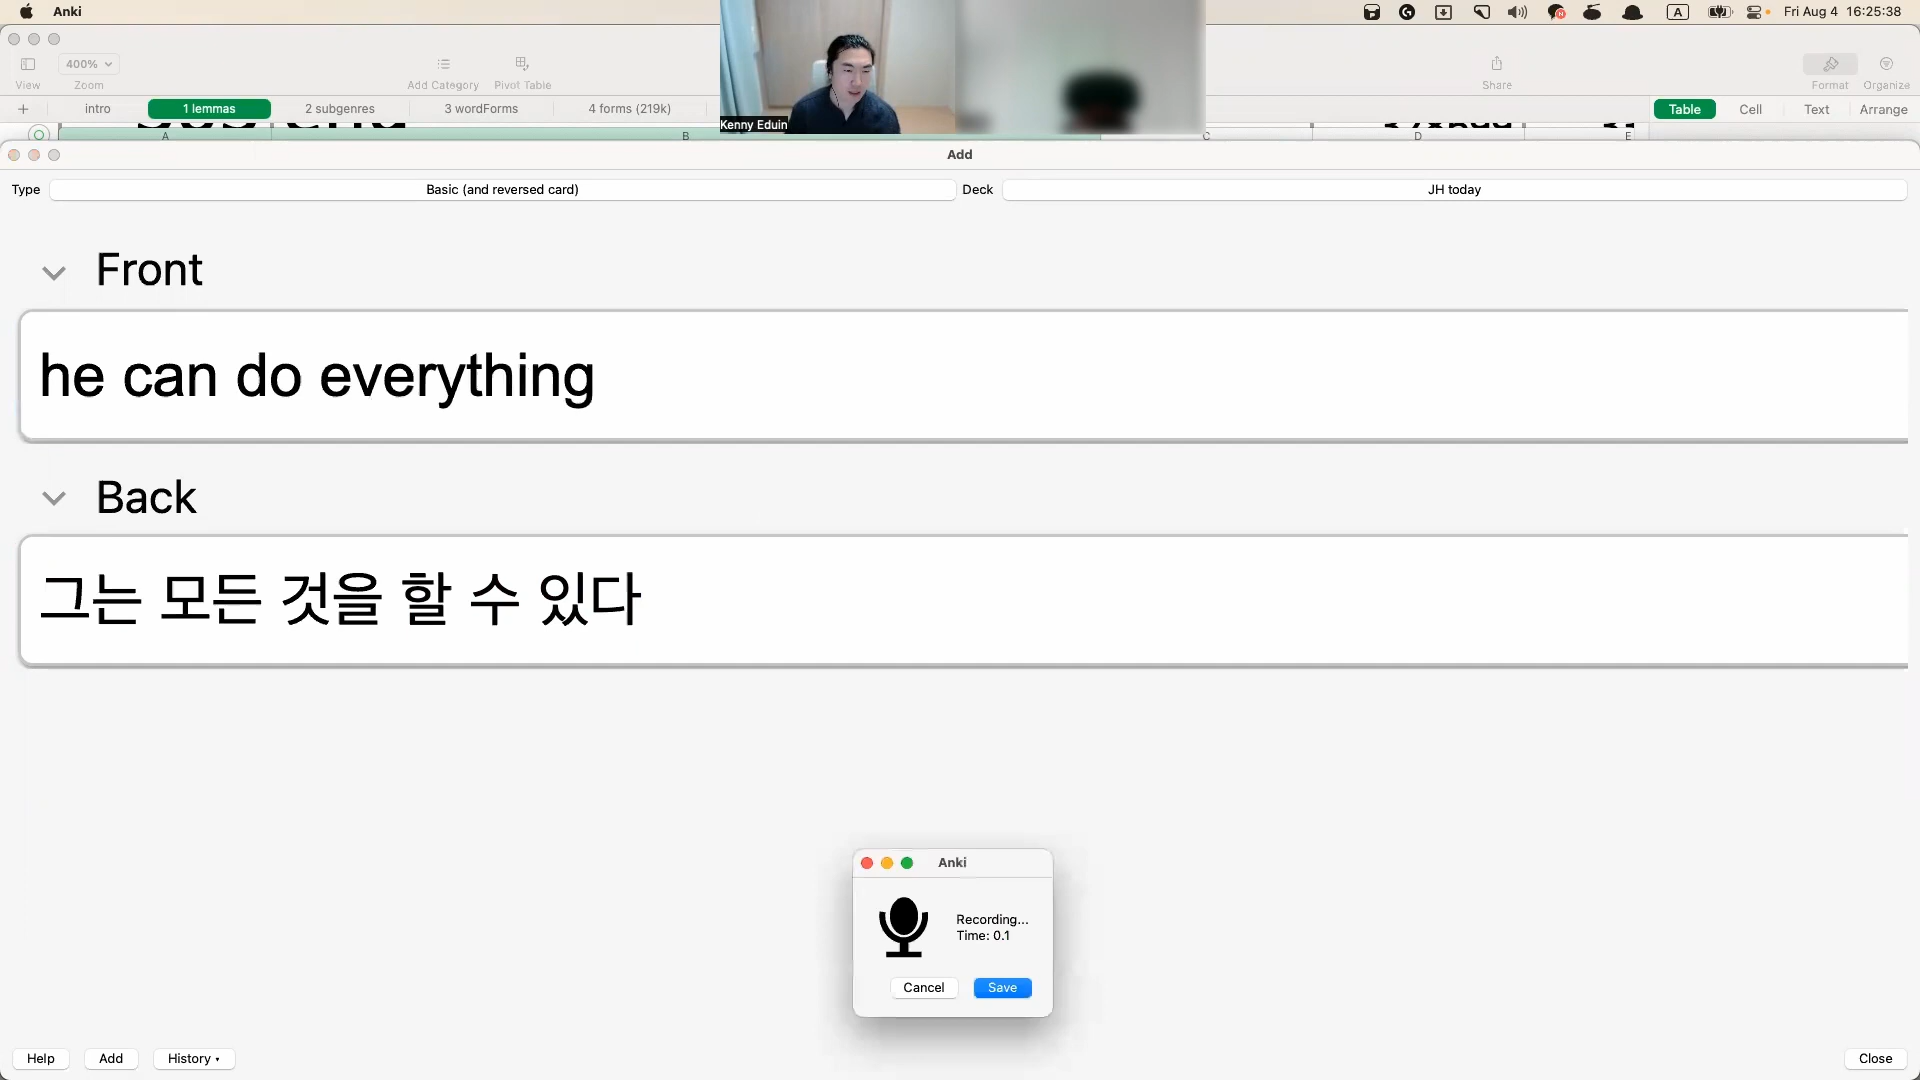 Anki
Fri Aug 4 16:25:38
A
400%
View
Zoom
Add Category
Pivot Table
Share
Format
Organize
intro
1 lemmas
2 subgenres
3 wordForms
4 forms (219k)
Table
Cell
Text
Arrange
Kenny Eduin
A
B
C
D
E
Add
Type
Basic (and reversed card)
Deck
JH today
Front
he can do everything
Back
그는 모든 것을 할 수 있다
Anki
Recording...
Time: 0.1
Cancel
Save
Help
Add
History
Close